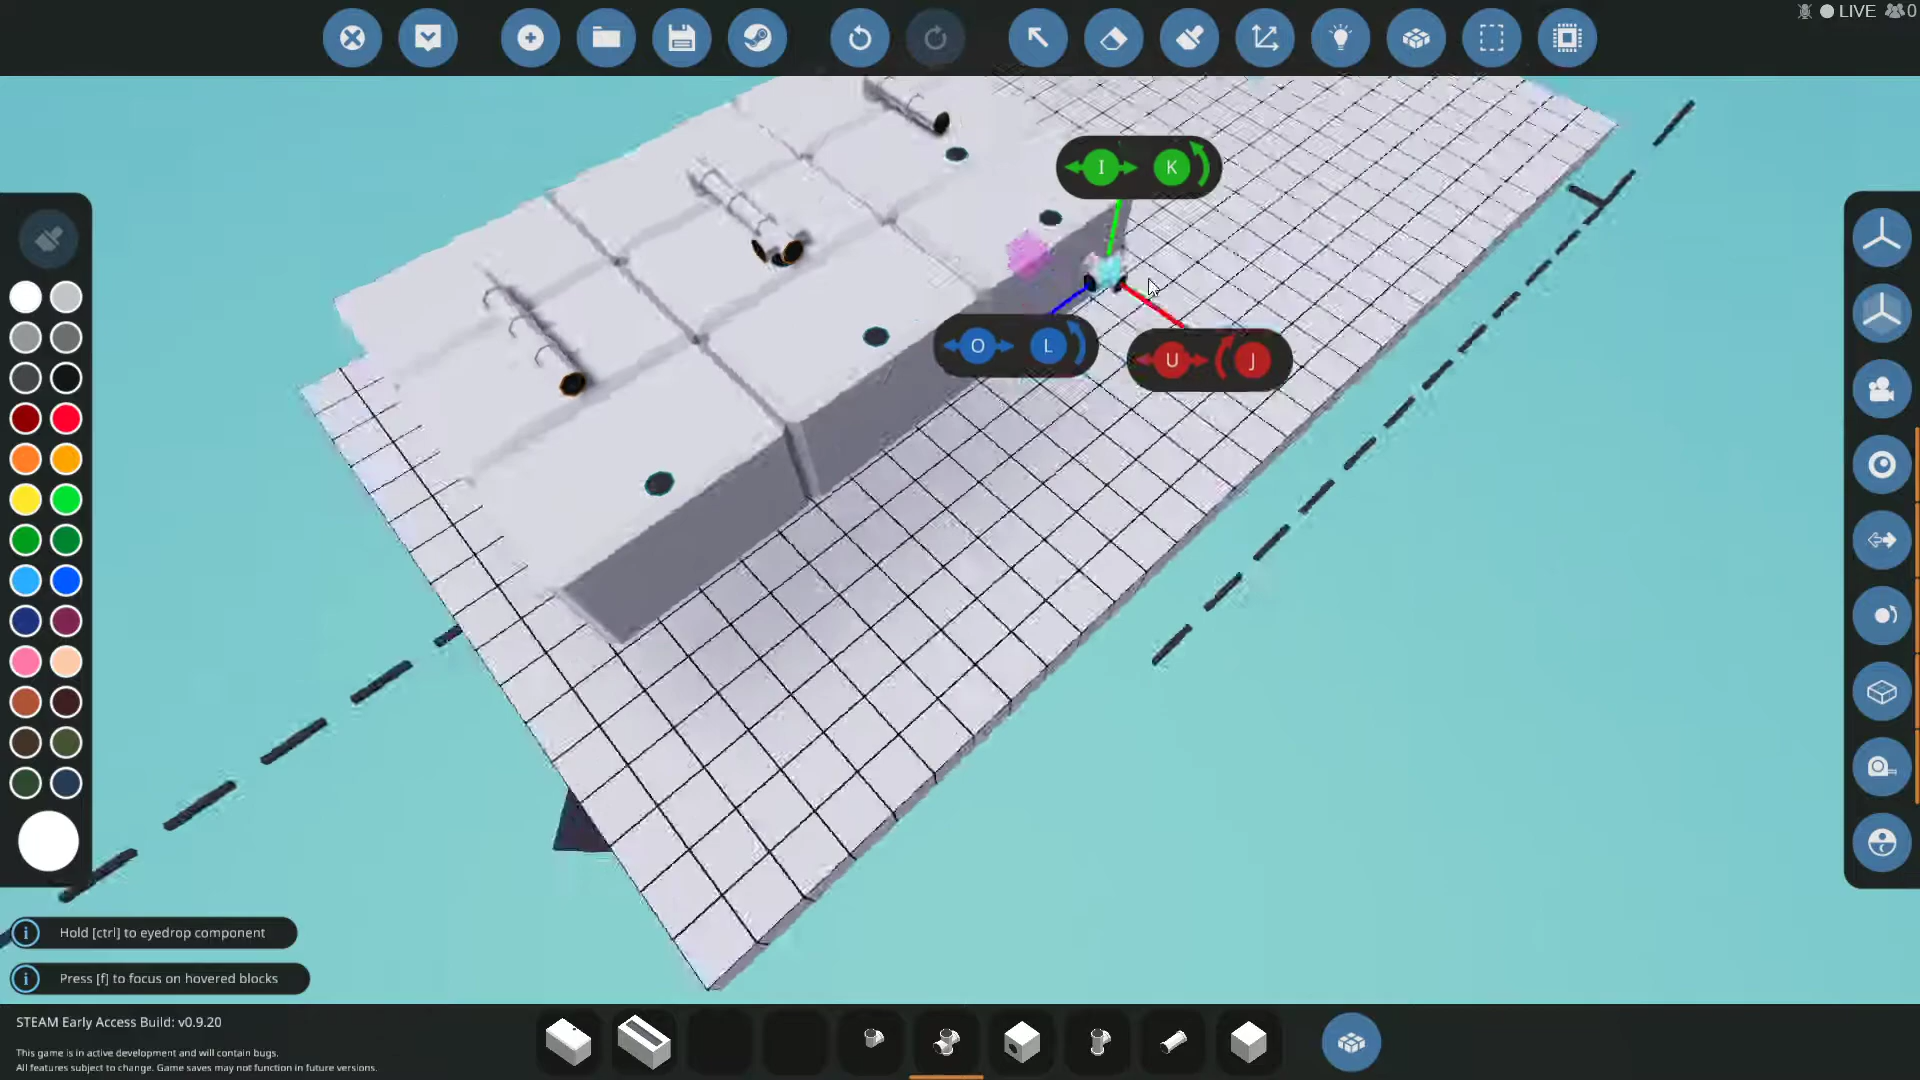 LIVE 0
I K
O L
U J
Hold [ctrl] to eyedrop component
Press [f] to focus on hovered blocks
STEAM Early Access Build: v0.9.20
This game is in active development and will contain bugs.
All features subject to change. Game saves may not function in future versions.